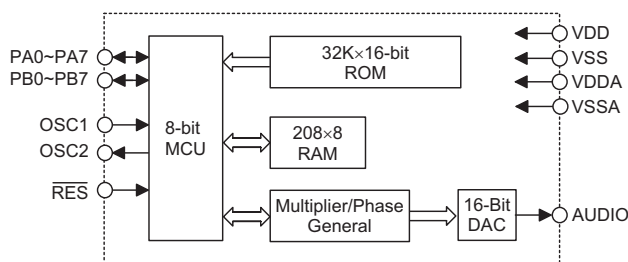 PA0~PA7
PB0~PB7
OSC1
OSC2
RES
8-bit
MCU
32K×16-bit
ROM
208×8
RAM
Multiplier/Phase
General
16-Bit
DAC
VDD
VSS
VDDA
VSSA
AUDIO